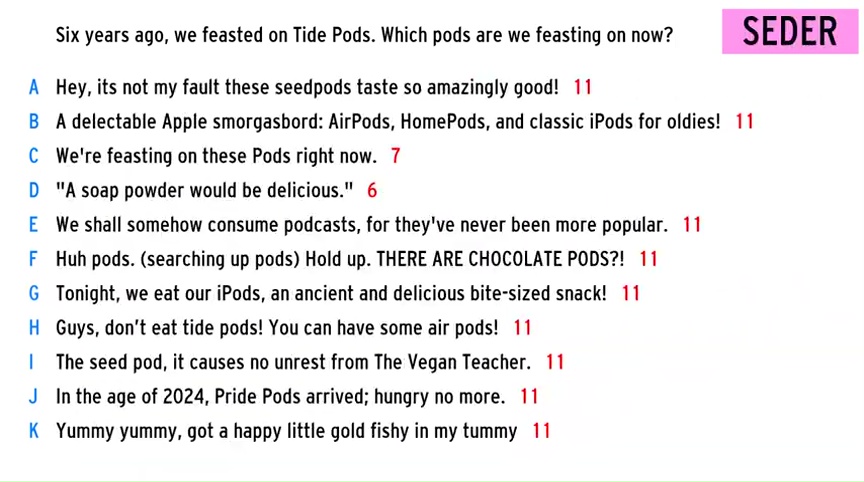 Six years ago, we feasted on Tide Pods. Which pods are we feasting on now?
SEDER
A Hey, its not my fault these seedpods taste so amazingly good! 11
B A delectable Apple smorgasbord: AirPods, HomePods, and classic iPods for oldies! 11
C We're feasting on these Pods right now. 7
D "A soap powder would be delicious." 6
E We shall somehow consume podcasts, for they've never been more popular. 11
F Huh pods. (searching up pods) Hold up. THERE ARE CHOCOLATE PODS?! 11
G Tonight, we eat our iPods, an ancient and delicious bite-sized snack! 11
H Guys, don’t eat tide pods! You can have some air pods! 11
I The seed pod, it causes no unrest from The Vegan Teacher. 11
J In the age of 2024, Pride Pods arrived; hungry no more. 11
K Yummy yummy, got a happy little gold fishy in my tummy 11